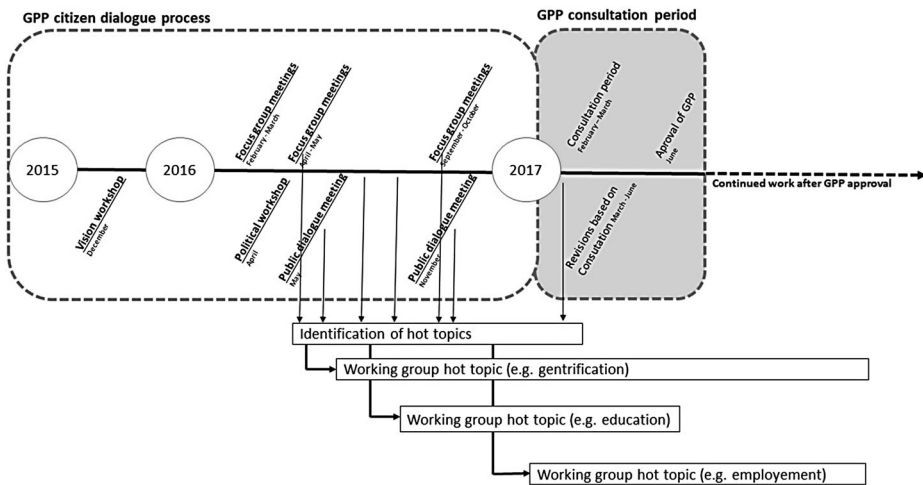 GPP citizen dialogue process
GPP consultation period
2015
2016
2017
Vision workshop
December
Focus group meetings
February - March
Political workshop
April
Focus group meetings
April - May
Public dialogue meeting
May
Focus group meetings
September - October
Public dialogue meeting
November
Consultation period
February – March
Revisions based on
Consutation March - June
Aproval of GPP
June
Continued work after GPP approval
Identification of hot topics
Working group hot topic (e.g. gentrification)
Working group hot topic (e.g. education)
Working group hot topic (e.g. employement)